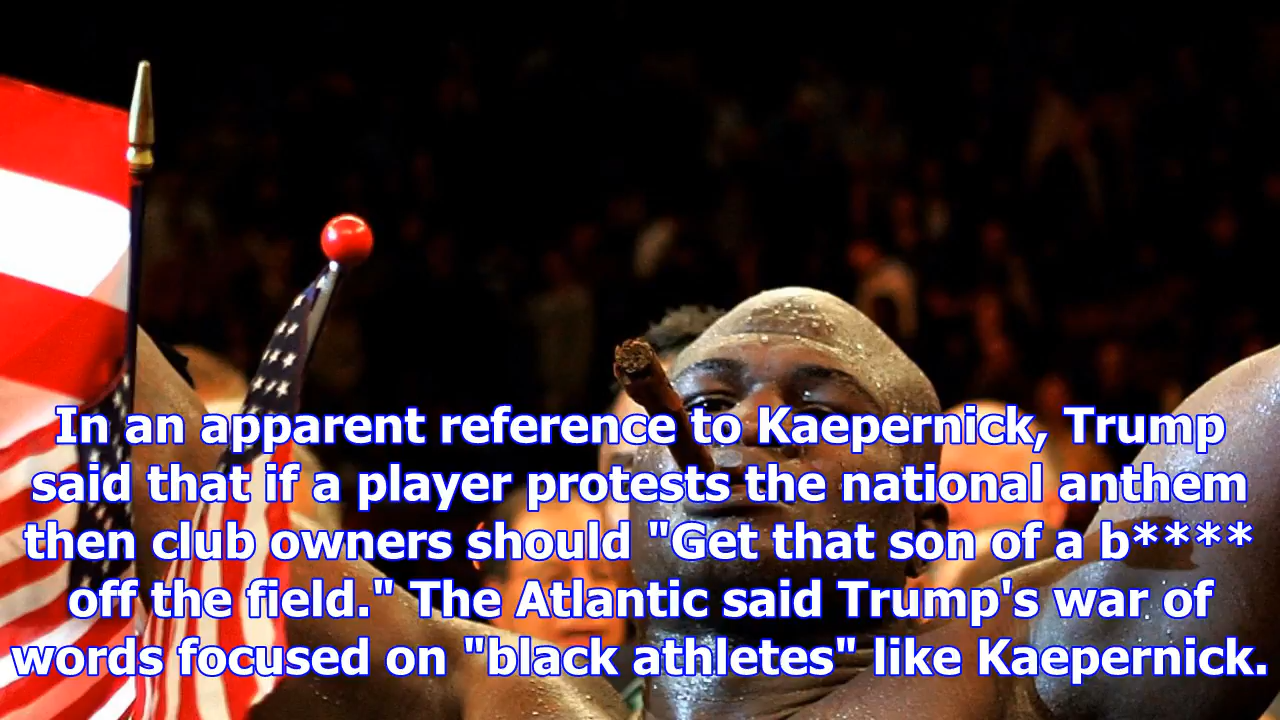 In an apparent reference to Kaepernick, Trump
said that if a player protests the national anthem
then club owners should "Get that son of a b****
off the field." The Atlantic said Trump's war of
words focused on "black athletes" like Kaepernick.